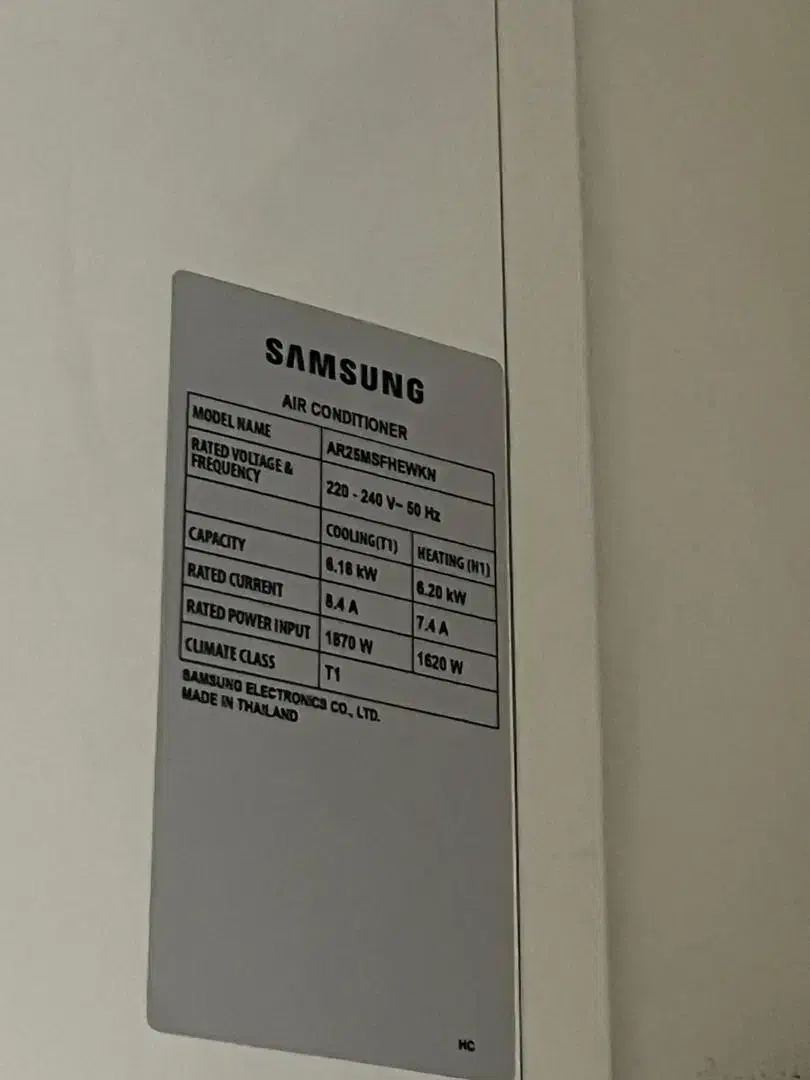 SAMSUNG
AIR CONDITIONER
MODEL NAME AR25MSFHEWKN
RATED VOLTAGE &
FREQUENCY 220 - 240 V~ 50 Hz
COOLING(T1) HEATING (H1)
CAPACITY 6.16 kW 6.20 kW
RATED CURRENT 8.4 A 7.4 A
RATED POWER INPUT 1870 W 1620 W
CLIMATE CLASS T1
SAMSUNG ELECTRONICS CO., LTD.
MADE IN THAILAND
HC